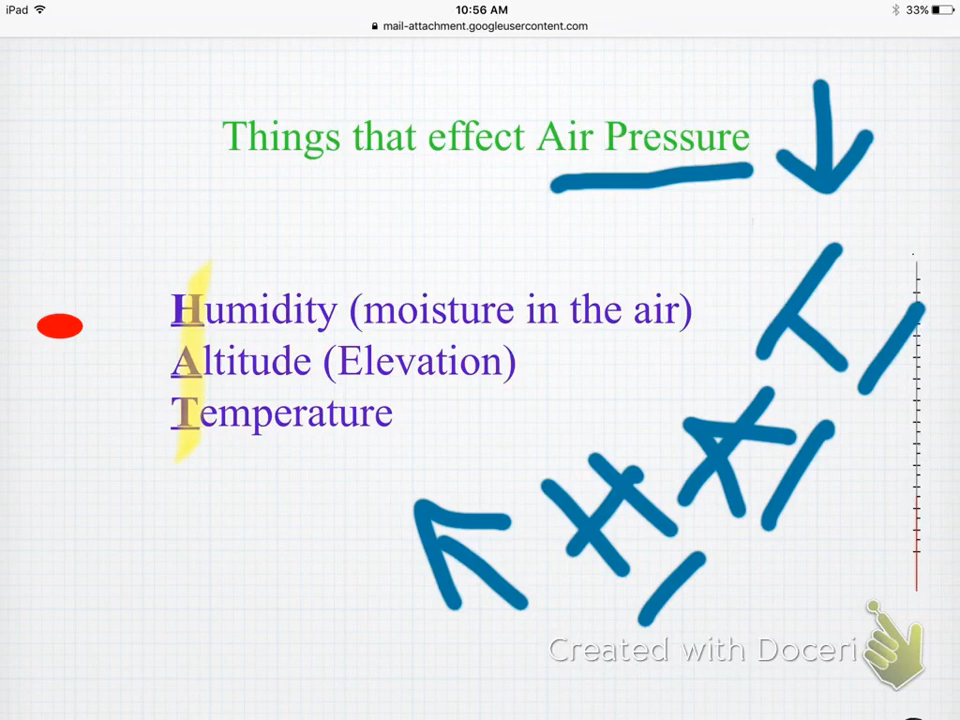 iPad 10:56 AM 33%
mail-attachment.googleusercontent.com
Things that effect Air Pressure
Humidity (moisture in the air)
Altitude (Elevation)
Temperature
H A T
Created with Doceri